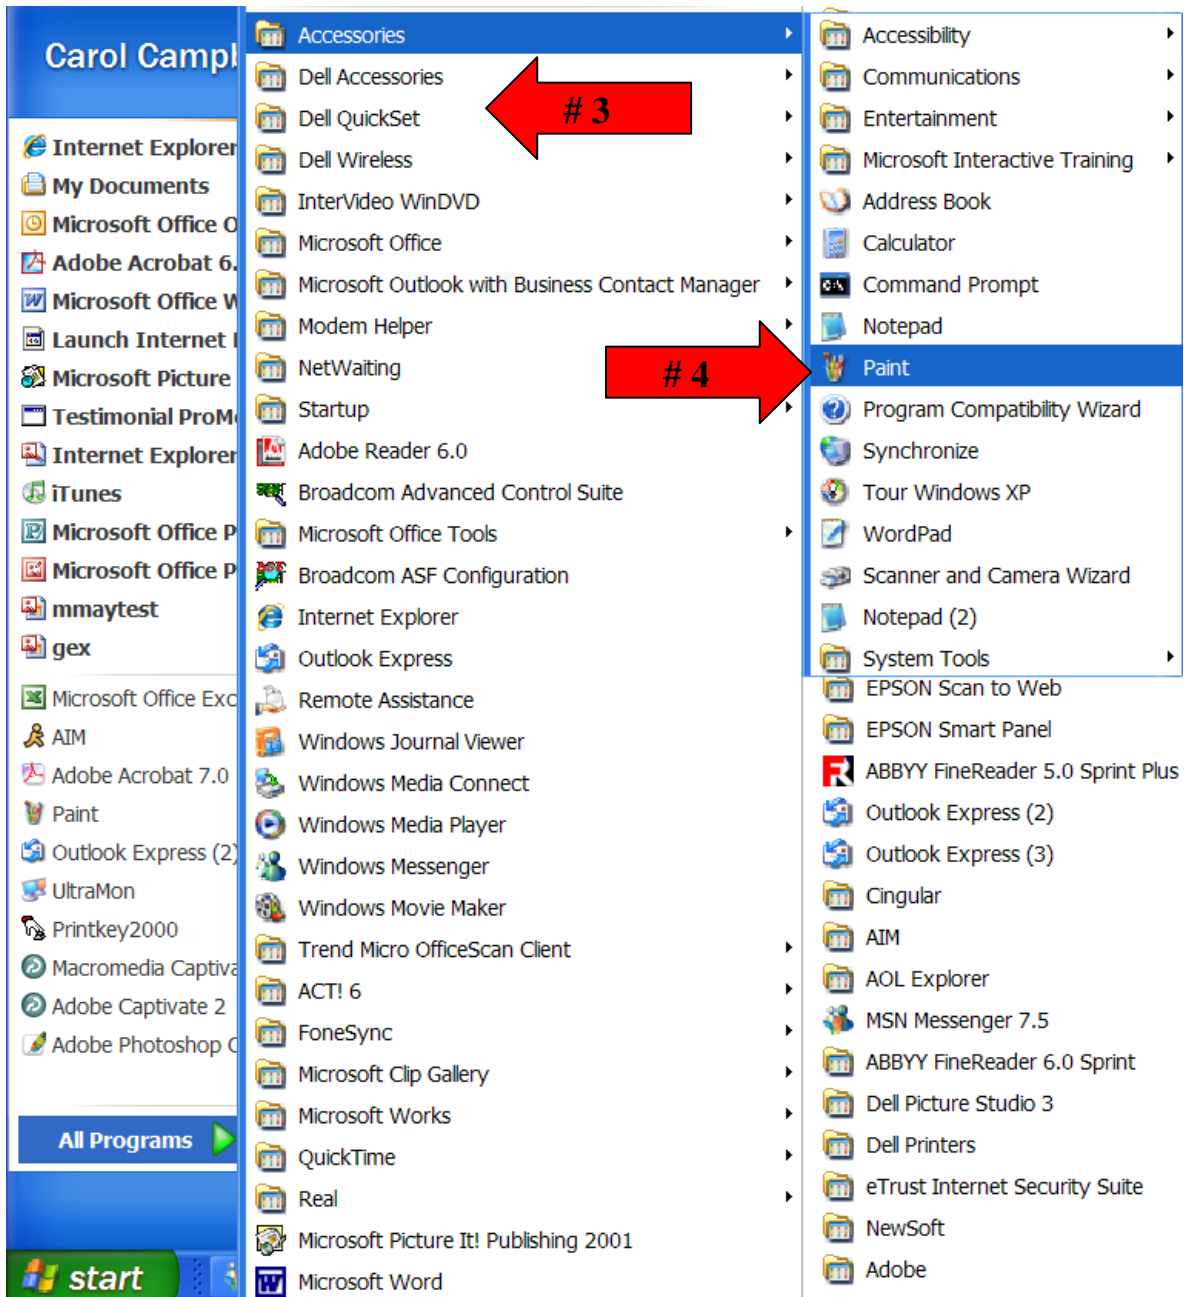 Carol Campb
Internet Explorer
My Documents
Microsoft Office O
Adobe Acrobat 6.
Microsoft Office W
Launch Internet
Microsoft Picture
Testimonial ProM
Internet Explorer
iTunes
Microsoft Office P
Microsoft Office P
mmaytest
gex
Microsoft Office Exc
AIM
Adobe Acrobat 7.0
Paint
Outlook Express (2)
UltraMon
Printkey2000
Macromedia Captiva
Adobe Captivate 2
Adobe Photoshop C
All Programs
start
Accessories
Dell Accessories
Dell QuickSet
# 3
Dell Wireless
InterVideo WinDVD
Microsoft Office
Microsoft Outlook with Business Contact Manager
Modem Helper
NetWaiting
# 4
Startup
Adobe Reader 6.0
Broadcom Advanced Control Suite
Microsoft Office Tools
Broadcom ASF Configuration
Internet Explorer
Outlook Express
Remote Assistance
Windows Journal Viewer
Windows Media Connect
Windows Media Player
Windows Messenger
Windows Movie Maker
Trend Micro OfficeScan Client
ACT! 6
FoneSync
Microsoft Clip Gallery
Microsoft Works
QuickTime
Real
Microsoft Picture It! Publishing 2001
Microsoft Word
Accessibility
Communications
Entertainment
Microsoft Interactive Training
Address Book
Calculator
Command Prompt
Notepad
Paint
Program Compatibility Wizard
Synchronize
Tour Windows XP
WordPad
Scanner and Camera Wizard
Notepad (2)
System Tools
EPSON Scan to Web
EPSON Smart Panel
ABBYY FineReader 5.0 Sprint Plus
Outlook Express (2)
Outlook Express (3)
Cingular
AIM
AOL Explorer
MSN Messenger 7.5
ABBYY FineReader 6.0 Sprint
Dell Picture Studio 3
Dell Printers
eTrust Internet Security Suite
NewSoft
Adobe